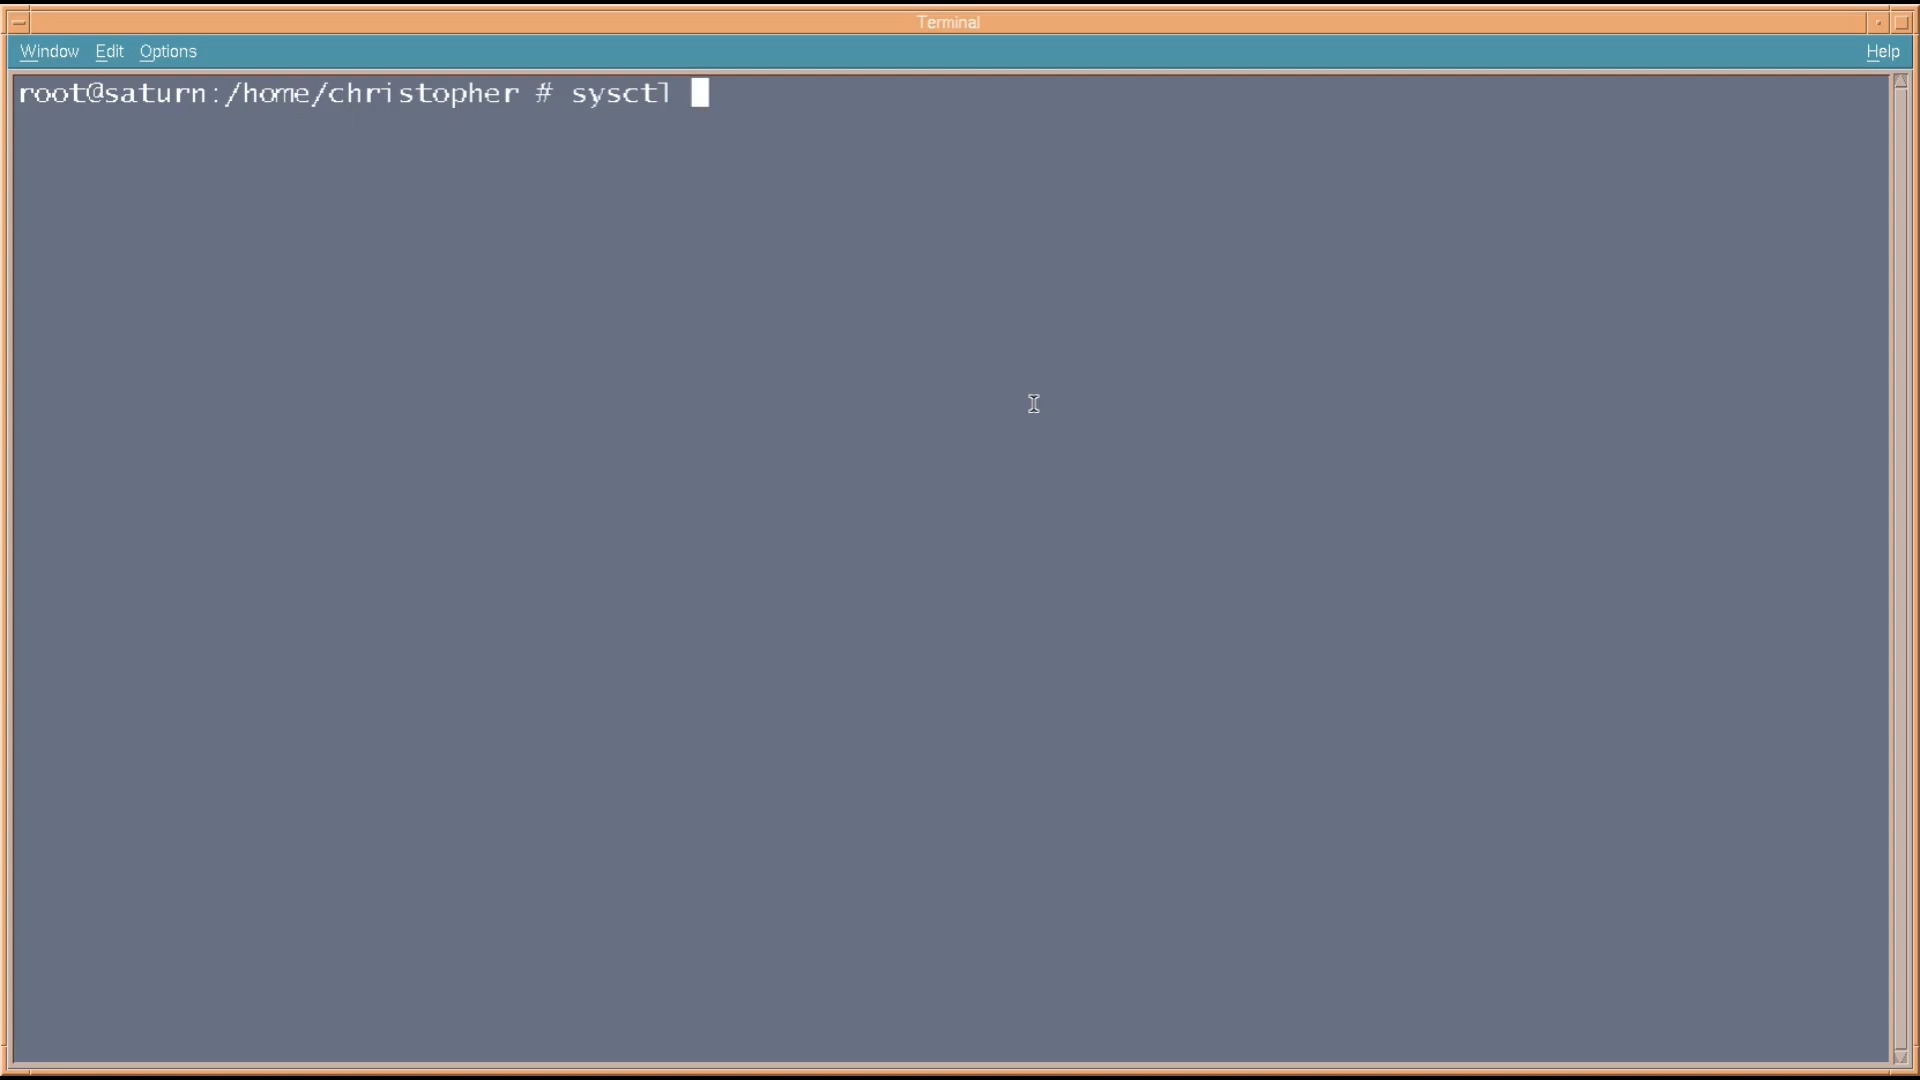 Terminal
Window Edit Options Help
root@saturn:/home/christopher # sysctl